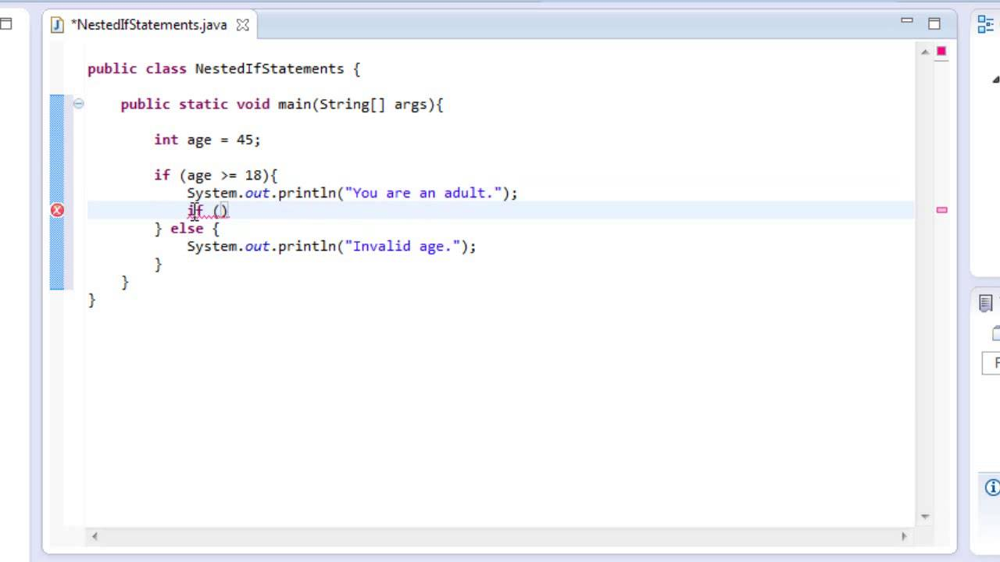 *NestedIfStatements.java
public class NestedIfStatements {
public static void main(String[] args){
int age = 45;
if (age >= 18){
System.out.println("You are an adult.");
if ()
} else {
System.out.println("Invalid age.");
}
}
}